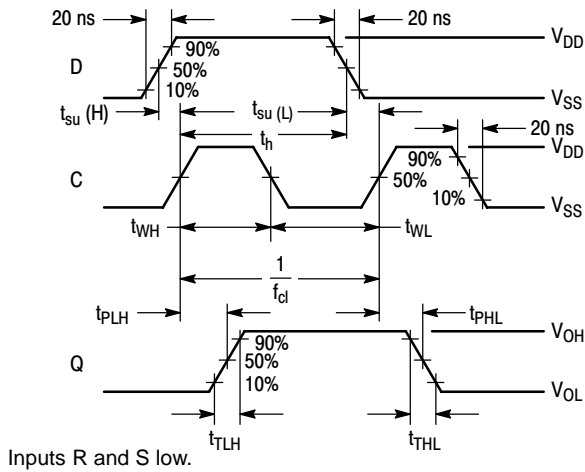 20 ns
20 ns
V_DD
D
90%
50%
10%
V_SS
t_su (H)
t_su (L)
20 ns
t_h
V_DD
C
90%
50%
10%
V_SS
t_WH
t_WL
1
f_cl
t_PLH
t_PHL
V_OH
Q
90%
50%
10%
V_OL
t_TLH
t_THL
Inputs R and S low.